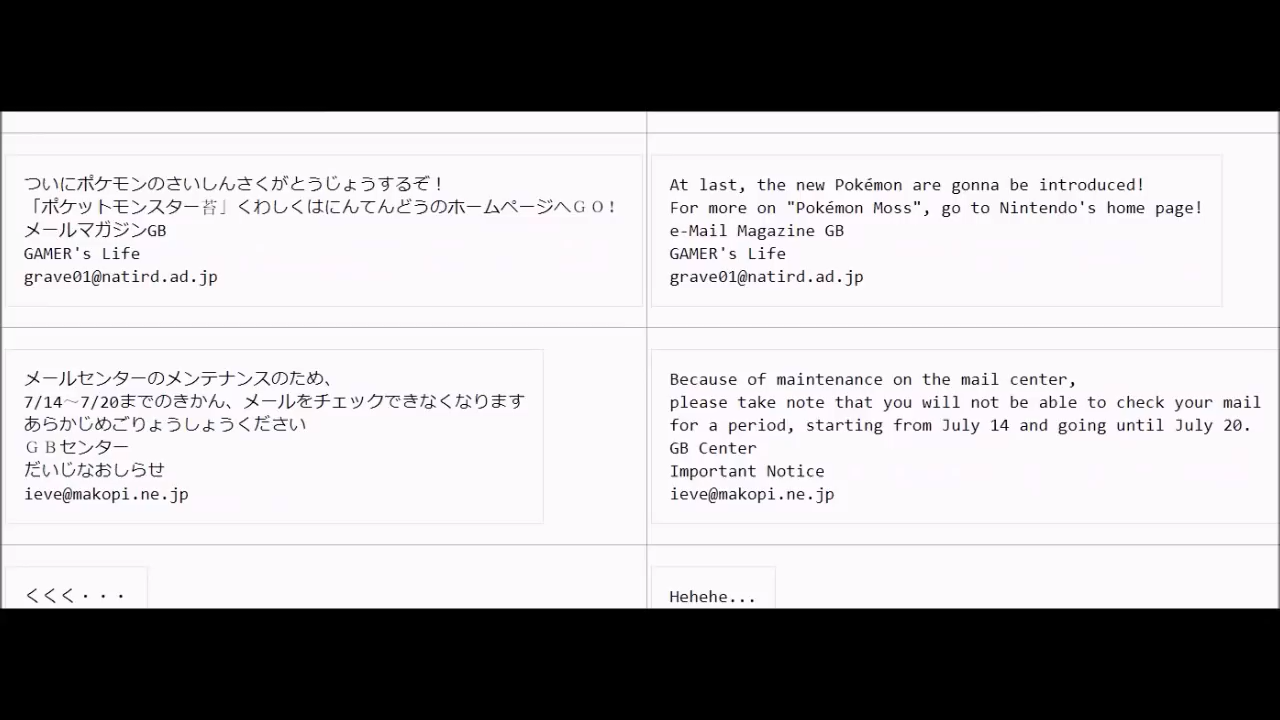 ついにポケモンのさいしんさくがとうじょうするぞ！
「ポケットモンスター苔」くわしくはにんてんどうのホームページへＧＯ！
メールマガジンGB
GAMER's Life
grave01@natird.ad.jp
At last, the new Pokémon are gonna be introduced!
For more on "Pokémon Moss", go to Nintendo's home page!
e-Mail Magazine GB
GAMER's Life
grave01@natird.ad.jp
メールセンターのメンテナンスのため、
7/14～7/20までのきかん、メールをチェックできなくなります
あらかじめごりょうしょうください
ＧＢセンター
だいじなおしらせ
ieve@makopi.ne.jp
Because of maintenance on the mail center,
please take note that you will not be able to check your mail
for a period, starting from July 14 and going until July 20.
GB Center
Important Notice
ieve@makopi.ne.jp
くくく・・・
Hehehe...